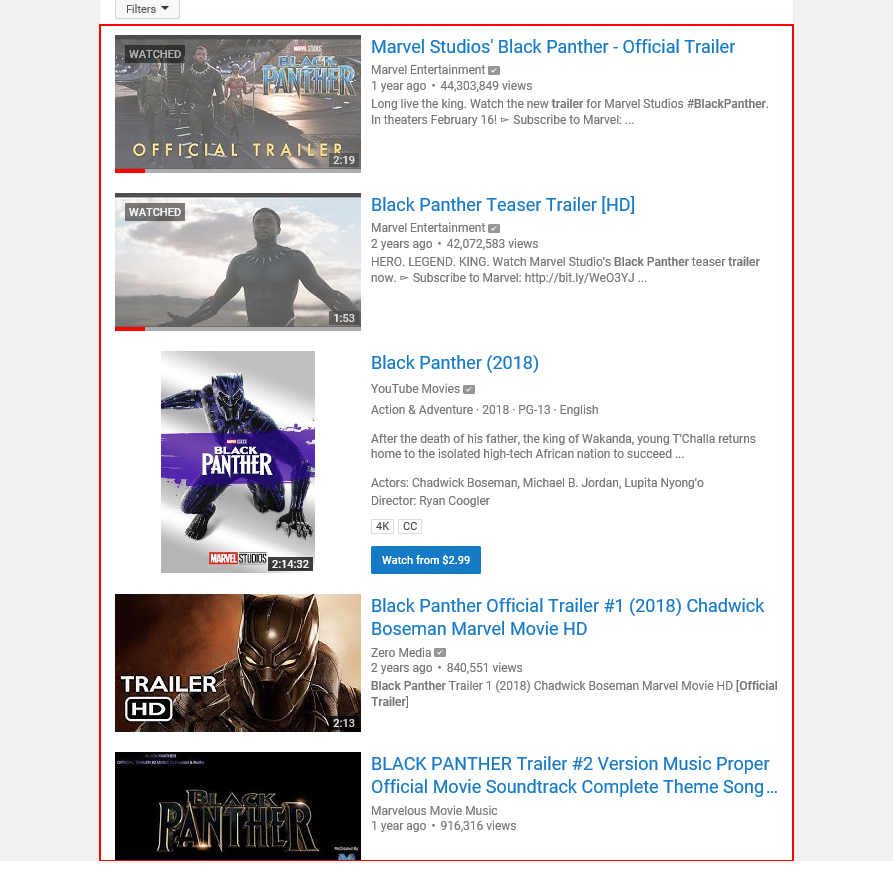 Filters
WATCHED
MARVEL STUDIOS
BLACK
PANTHER
OFFICIAL TRAILER
2:19
Marvel Studios' Black Panther - Official Trailer
Marvel Entertainment
1 year ago • 44,303,849 views
Long live the king. Watch the new trailer for Marvel Studios #BlackPanther.
In theaters February 16! ► Subscribe to Marvel: ...
WATCHED
1:53
Black Panther Teaser Trailer [HD]
Marvel Entertainment
2 years ago • 42,072,583 views
HERO. LEGEND. KING. Watch Marvel Studio's Black Panther teaser trailer
now. ► Subscribe to Marvel: http://bit.ly/WeO3YJ ...
BLACK
PANTHER
MARVEL STUDIOS
2:14:32
Black Panther (2018)
YouTube Movies
Action & Adventure · 2018 · PG-13 · English
After the death of his father, the king of Wakanda, young T'Challa returns
home to the isolated high-tech African nation to succeed ...
Actors: Chadwick Boseman, Michael B. Jordan, Lupita Nyong'o
Director: Ryan Coogler
4K CC
Watch from $2.99
TRAILER
HD
2:13
Black Panther Official Trailer #1 (2018) Chadwick
Boseman Marvel Movie HD
Zero Media
2 years ago • 840,551 views
Black Panther Trailer 1 (2018) Chadwick Boseman Marvel Movie HD [Official
Trailer]
BLACK PANTHER
BLACK
PANTHER
BLACK PANTHER Trailer #2 Version Music Proper
Official Movie Soundtrack Complete Theme Song...
Marvelous Movie Music
1 year ago • 916,316 views